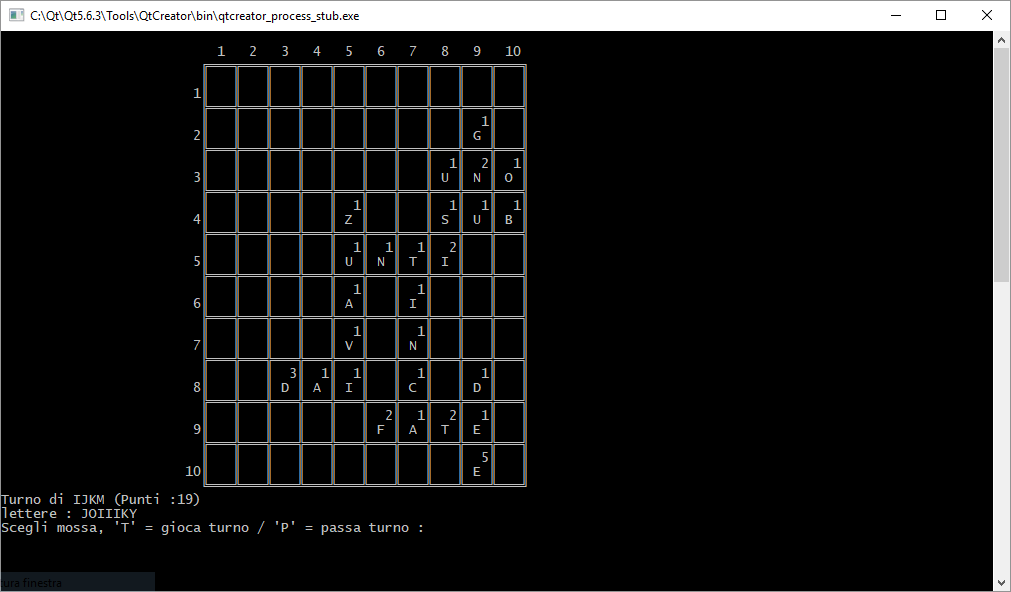 C:\Qt\Qt5.6.3\Tools\QtCreator\bin\qtcreator_process_stub.exe
1 2 3 4 5 6 7 8 9 10
1
1
2 G
1 2 1
3 U N O
1 1 1 1
4 Z S U B
1 1 1 2
5 U N T I
1 1
6 A I
1 1
7 V N
3 1 1 1 1
8 D A I C D
2 1 2 1
9 F A T E
5
10 E
Turno di IJKM (Punti :19)
lettere : JOIIIKY
Scegli mossa, 'T' = gioca turno / 'P' = passa turno :
tura finestra